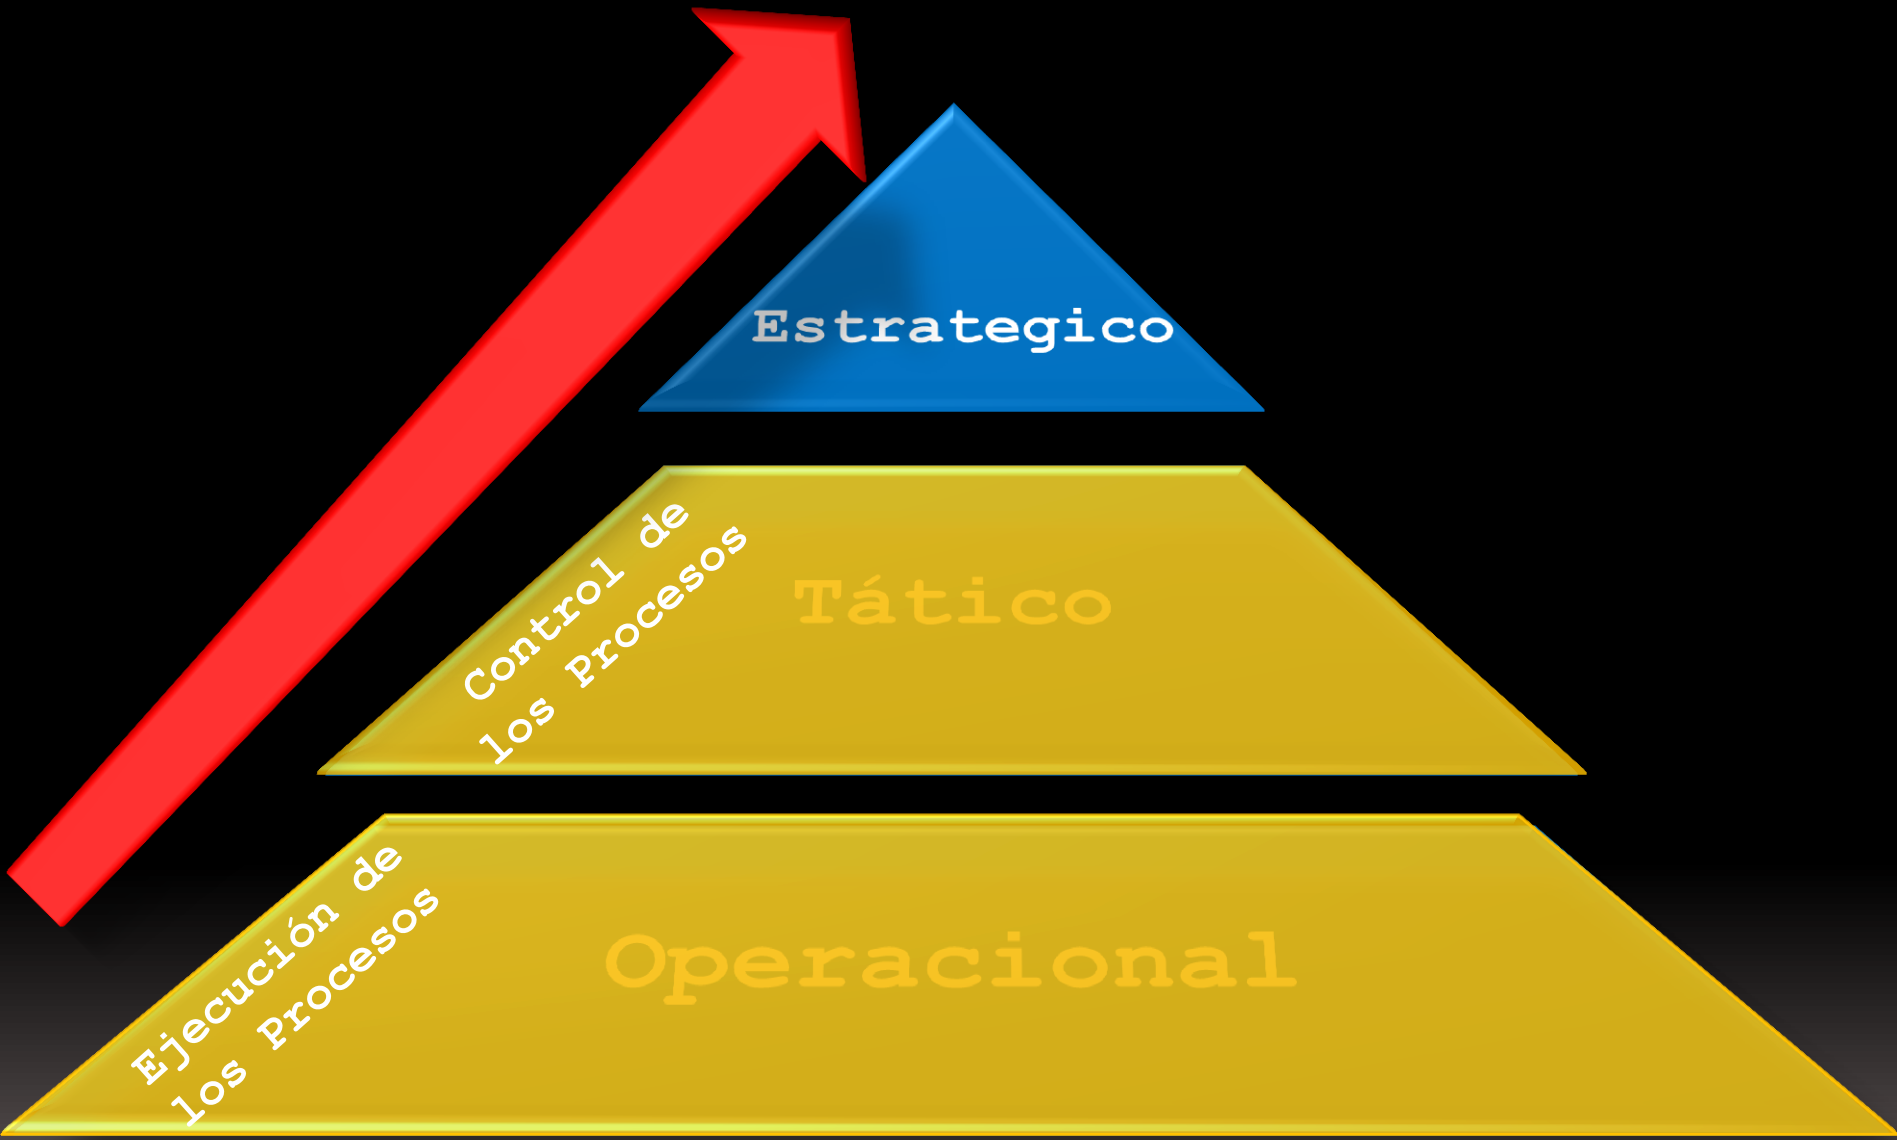 Estrategico
Control de
los Procesos
Tático
Ejecución de
los Procesos
Operacional